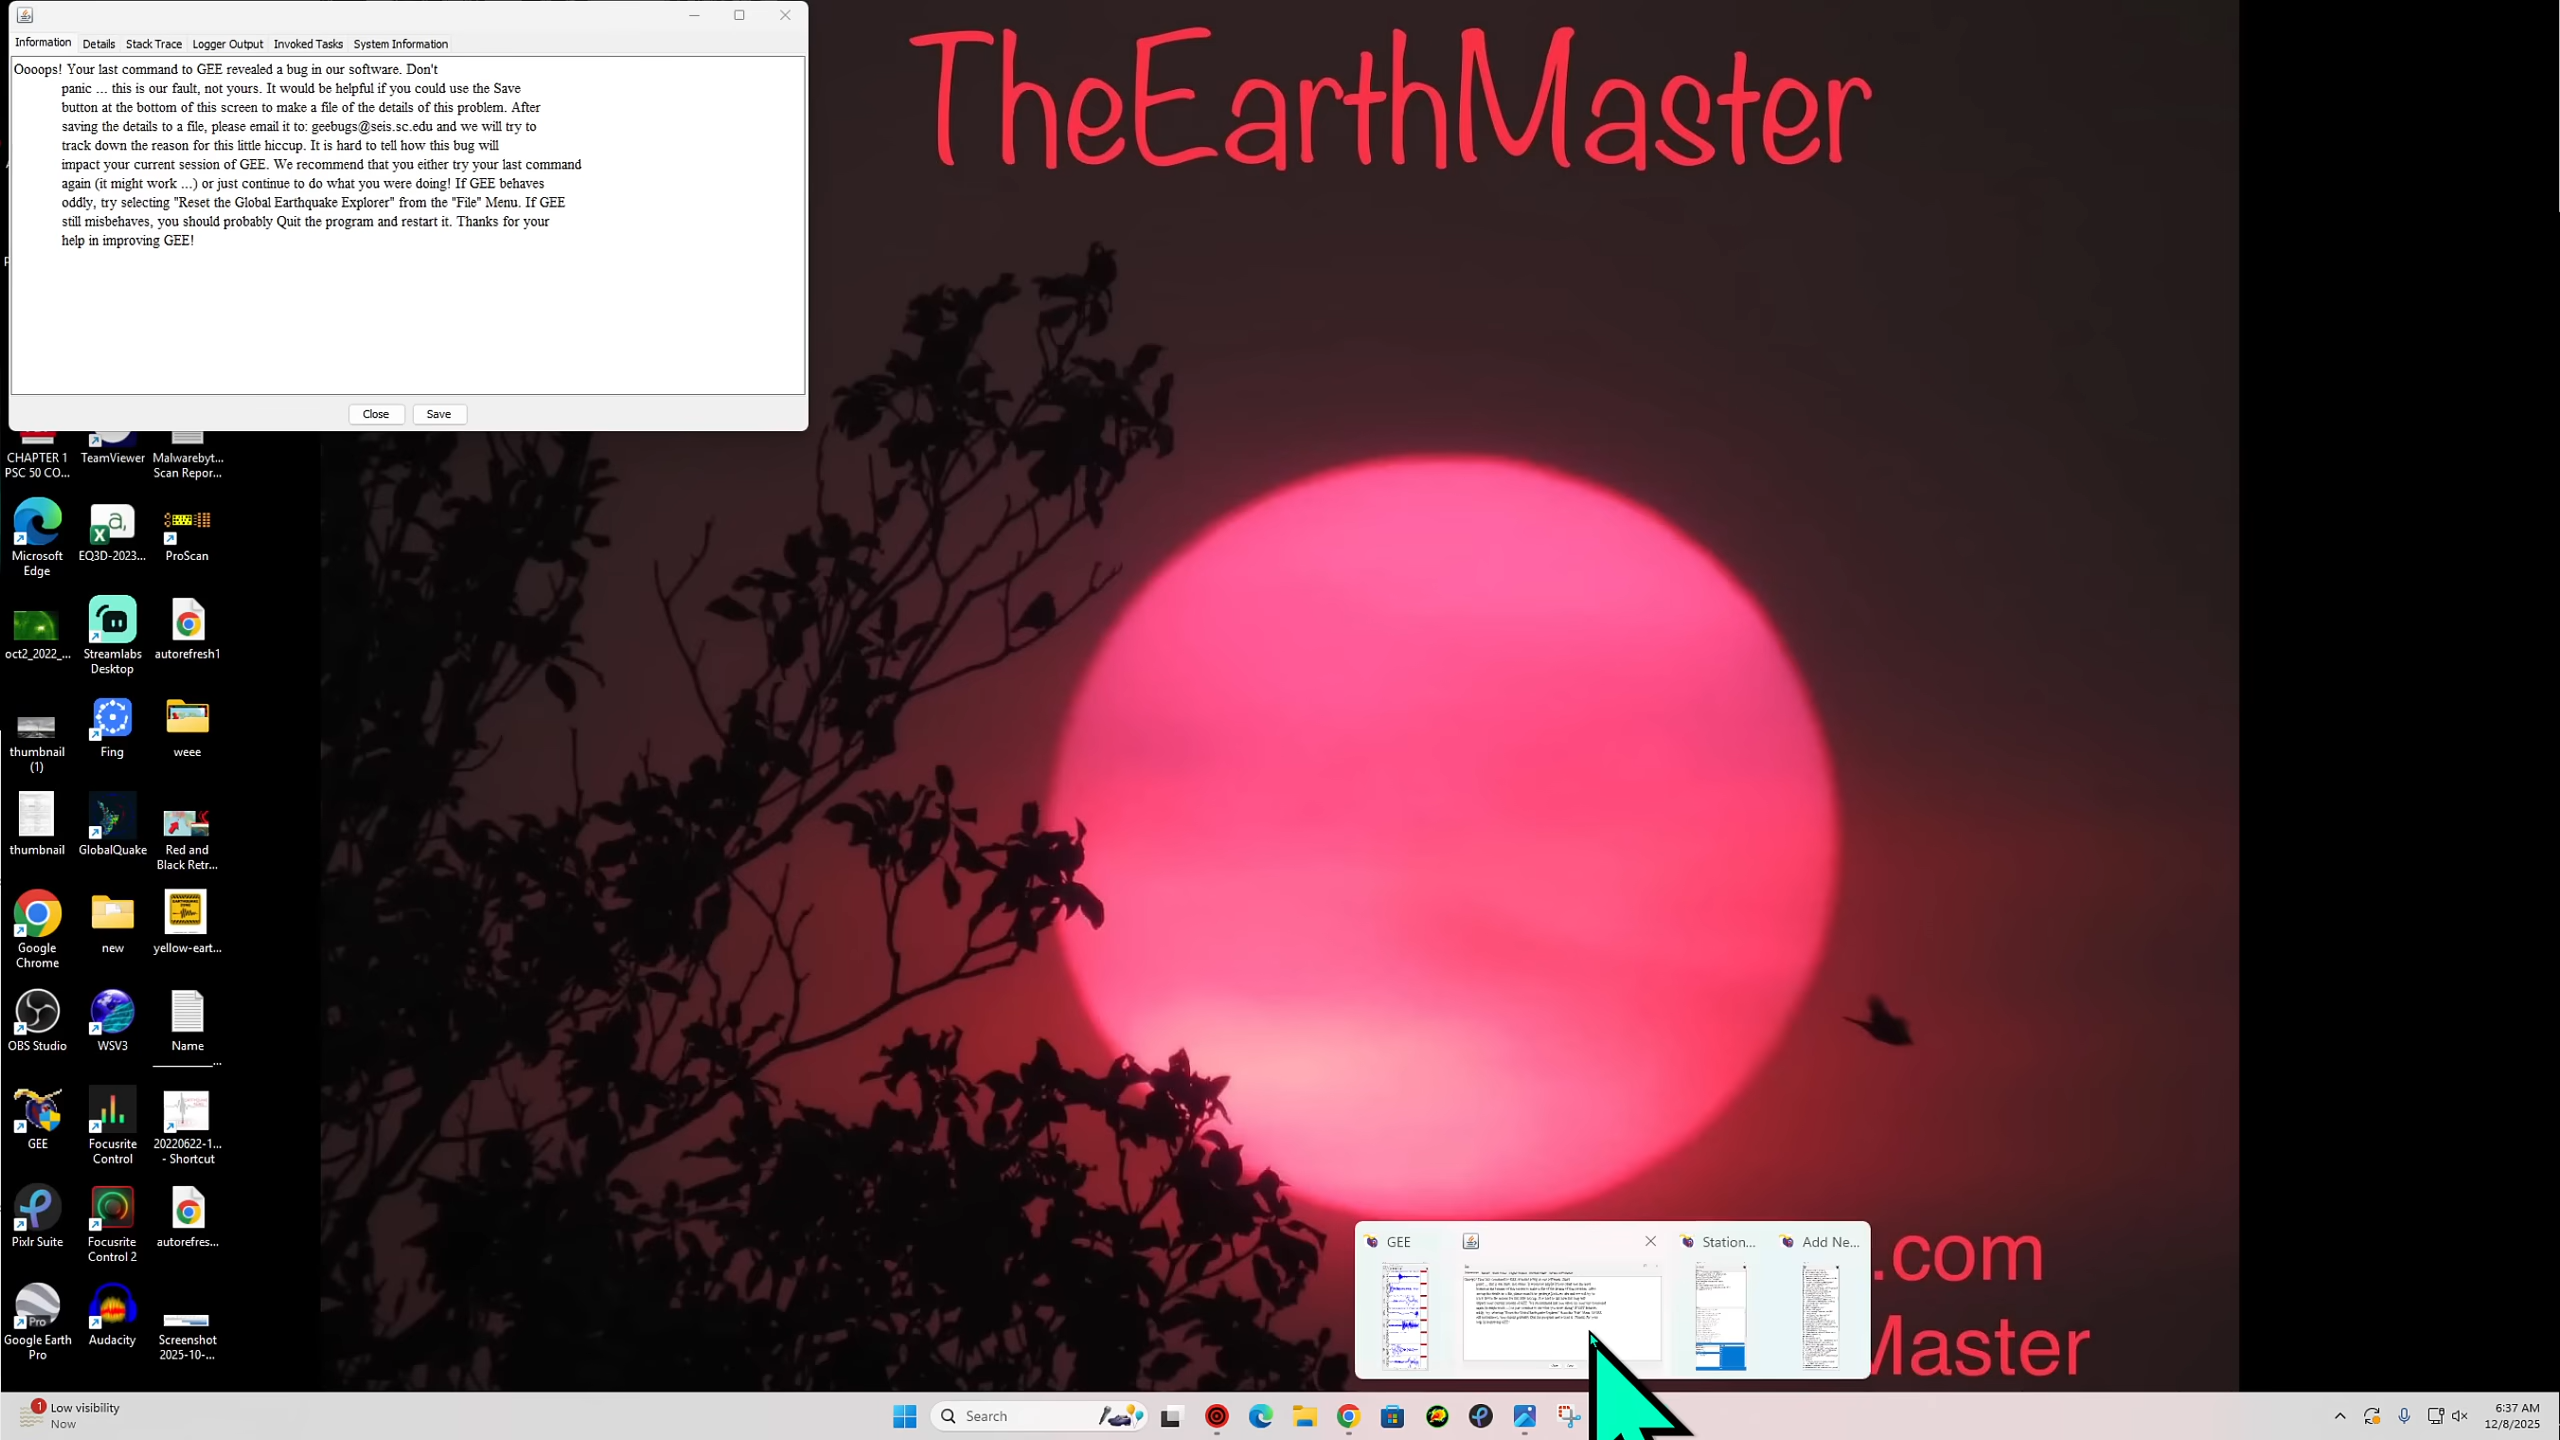 Information Details Stack Trace Logger Output Invoked Tasks System Information
Oooops! Your last command to GEE revealed a bug in our software. Don't
panic ... this is our fault, not yours. It would be helpful if you could use the Save
button at the bottom of this screen to make a file of the details of this problem. After
saving the details to a file, please email it to: geebugs@seis.sc.edu and we will try to
track down the reason for this little hiccup. It is hard to tell how this bug will
impact your current session of GEE. We recommend that you either try your last command
again (it might work ...) or just continue to do what you were doing! If GEE behaves
oddly, try selecting "Reset the Global Earthquake Explorer" from the "File" Menu. If GEE
still misbehaves, you should probably Quit the program and restart it. Thanks for your
help in improving GEE!
Close Save
TheEarthMaster
CHAPTER 1 TeamViewer Malwarebyt...
PSC 50 CO... Scan Repor...
Microsoft EQ3D-2023... ProScan
Edge
oct2_2022_... Streamlabs autorefresh1
Desktop
thumbnail Fing weee
(1)
thumbnail GlobalQuake Red and
Black Retr...
Google new yellow-eart...
Chrome
OBS Studio WSV3 Name
GEE Focusrite 20220622-1...
Control - Shortcut
Pixlr Suite Focusrite autorefres...
Control 2
Google Earth Audacity Screenshot
Pro 2025-10-...
GEE Station... Add Ne...
.com
Master
1 Low visibility
Now
Search
6:37 AM
12/8/2025